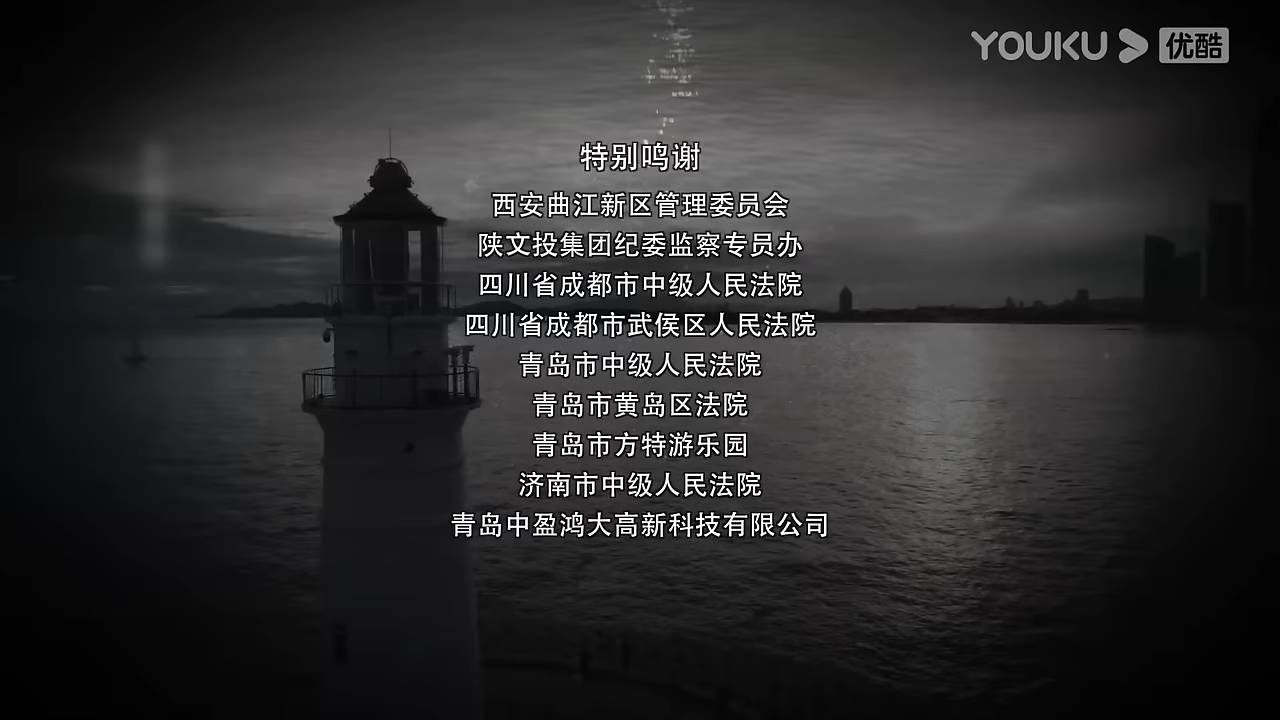 YOUKU 优酷
特别鸣谢
西安曲江新区管理委员会
陕文投集团纪委监察专员办
四川省成都市中级人民法院
四川省成都市武侯区人民法院
青岛市中级人民法院
青岛市黄岛区法院
青岛市方特游乐园
济南市中级人民法院
青岛中盈鸿大高新科技有限公司